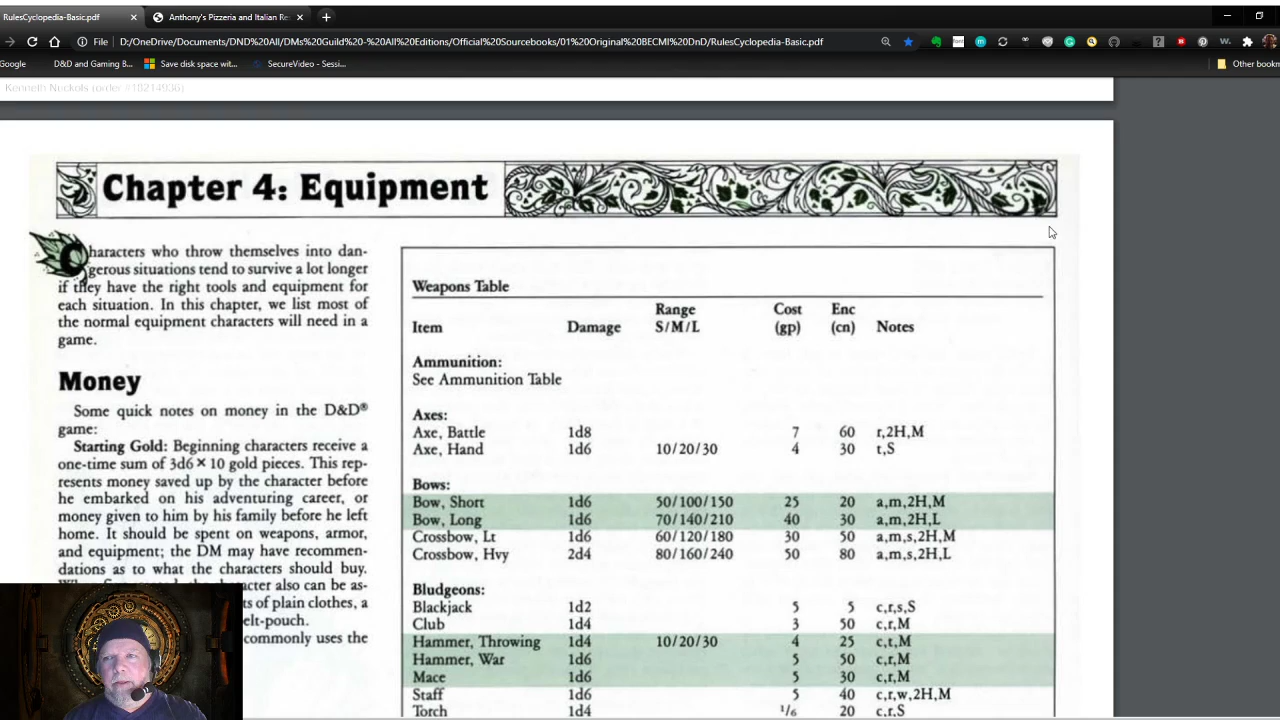 RulesCyclopedia-Basic.pdf
Anthony's Pizzeria and Italian Re
File
D:/OneDrive/Documents/DND%20All/DMs%20Guild%20-%20All%20Editions/Official%20Sourcebooks/01%20Original%20BECMI%20DnD/RulesCyclopedia-Basic.pdf
Google
D&D and Gaming B...
Save disk space wit...
SecureVideo - Sessi...
Other bookm
Chapter 4: Equipment
Characters who throw themselves into dan-
gerous situations tend to survive a lot longer
if they have the right tools and equipment for
each situation. In this chapter, we list most of
the normal equipment characters will need in a
game.
Money
Some quick notes on money in the D&D®
game:
Starting Gold: Beginning characters receive a
one-time sum of 3d6 × 10 gold pieces. This rep-
resents money saved up by the character before
he embarked on his adventuring career, or
money given to him by his family before he left
home. It should be spent on weapons, armor,
and equipment; the DM may have recommen-
dations as to what the characters should buy.
character also can be as-
ts of plain clothes, a
elt-pouch.
commonly uses the
Weapons Table
Range Cost Enc
Item Damage S/M/L (gp) (cn) Notes
Ammunition:
See Ammunition Table
Axes:
Axe, Battle 1d8 7 60 r,2H,M
Axe, Hand 1d6 10/20/30 4 30 t,S
Bows:
Bow, Short 1d6 50/100/150 25 20 a,m,2H,M
Bow, Long 1d6 70/140/210 40 30 a,m,2H,L
Crossbow, Lt 1d6 60/120/180 30 50 a,m,s,2H,M
Crossbow, Hvy 2d4 80/160/240 50 80 a,m,s,2H,L
Bludgeons:
Blackjack 1d2 5 5 c,r,s,S
Club 1d4 3 50 c,r,M
Hammer, Throwing 1d4 10/20/30 4 25 c,t,M
Hammer, War 1d6 5 50 c,r,M
Mace 1d6 5 30 c,r,M
Staff 1d6 5 40 c,r,w,2H,M
Torch 1d4 1/6 20 c,r,S